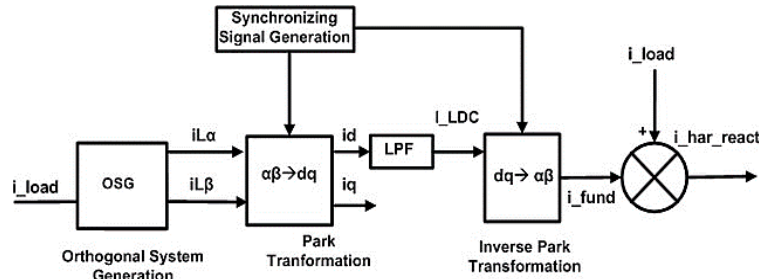 Synchronizing
Signal Generation
i_load
iLα
id
I_LDC
+
i_har_react
LPF
i_load
OSG
αβ→dq
dq→ αβ
iLβ
iq
i_fund
Orthogonal System
Generation
Park
Tranformation
Inverse Park
Transformation